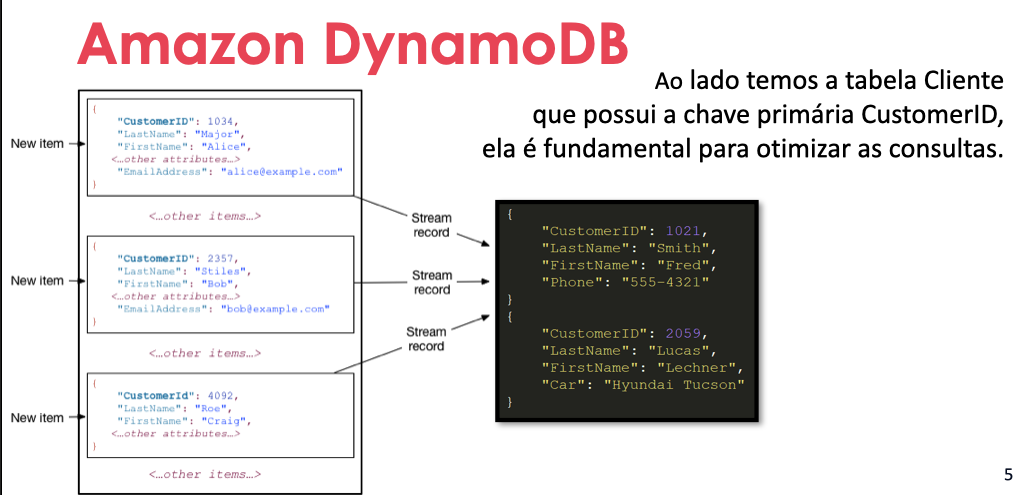 Amazon DynamoDB
Ao lado temos a tabela Cliente
que possui a chave primária CustomerID,
ela é fundamental para otimizar as consultas.
New item
{
"CustomerID": 1034,
"LastName": "Major",
"FirstName": "Alice",
<…other attributes…>
"EmailAddress": "alice@example.com"
}
<…other items…>
New item
{
"CustomerID": 2357,
"LastName": "Stiles",
"FirstName": "Bob",
<…other attributes…>
"EmailAddress": "bob@example.com"
}
<…other items…>
New item
{
"CustomerId": 4092,
"LastName": "Roe",
"FirstName": "Craig",
<…other attributes…>
}
<…other items…>
Stream
record
Stream
record
Stream
record
{
"CustomerID": 1021,
"LastName": "Smith",
"FirstName": "Fred",
"Phone": "555-4321"
}
{
"CustomerID": 2059,
"LastName": "Lucas",
"FirstName": "Lechner",
"Car": "Hyundai Tucson"
}
5